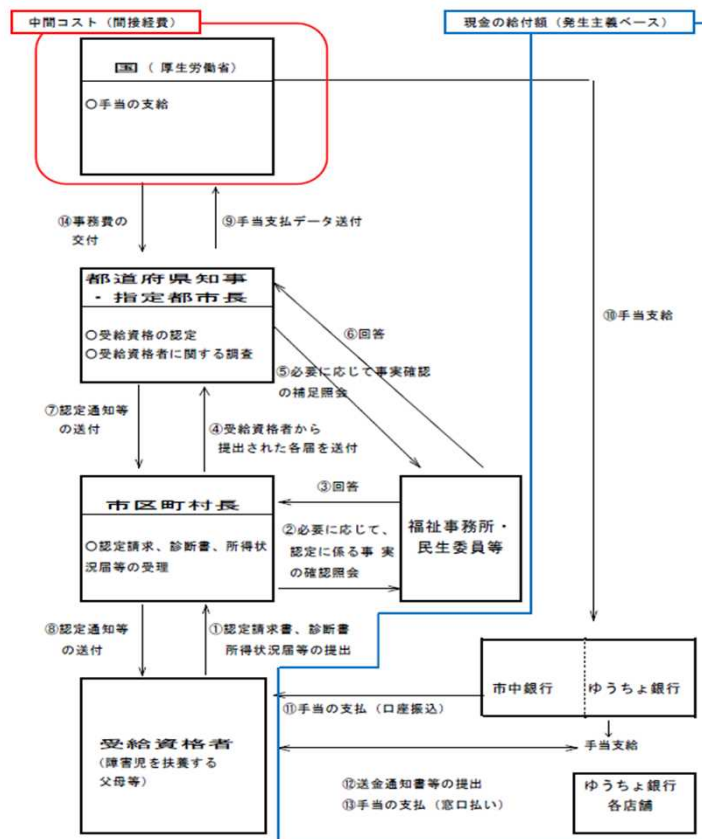 中間コスト（間接経費）
現金の給付額（発生主義ベース）
国（厚生労働省）
○手当の支給
⑭事務費の
交付
⑨手当支払データ送付
都道府県知事
・指定都市長
○受給資格の認定
○受給資格者に関する調査
⑥回答
⑩手当支給
⑤必要に応じて事実確認
の補足照会
⑦認定通知等
の送付
④受給資格者から
提出された各届を送付
市区町村長
○認定請求、診断書、所得状
況届等の受理
③回答
②必要に応じて、
認定に係る事 実
の確認照会
福祉事務所・
民生委員等
⑧認定通知等
の送付
①認定請求書、診断書
所得状況届等の提出
市中銀行
ゆうちょ銀行
⑪手当の支払（口座振込）
受給資格者
（障害児を扶養する
父母等）
手当支給
⑫送金通知書等の提出
⑬手当の支払（窓口払い）
ゆうちょ銀行
各店舗